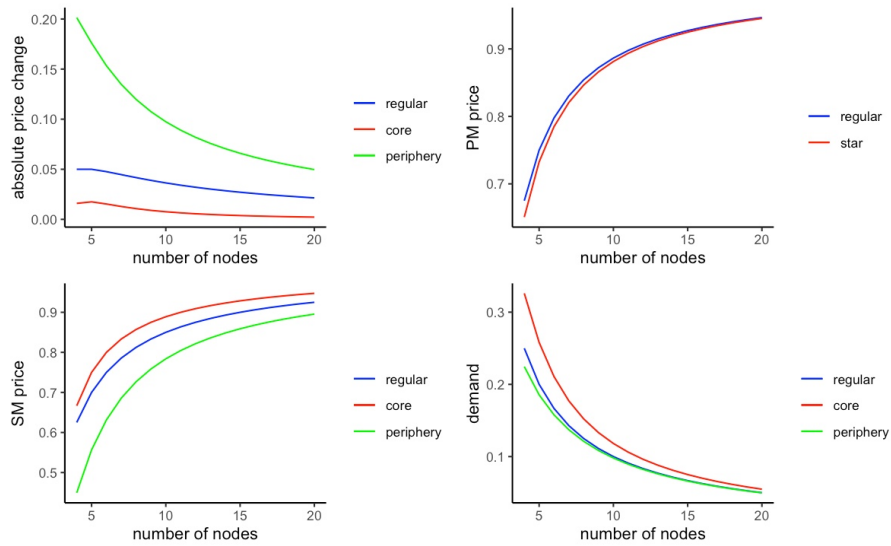 absolute price change
0.20
0.15
0.10
0.05
0.00
5 10 15 20
number of nodes
regular
core
periphery
PM price
0.9
0.8
0.7
5 10 15 20
number of nodes
regular
star
SM price
0.9
0.8
0.7
0.6
0.5
5 10 15 20
number of nodes
regular
core
periphery
demand
0.3
0.2
0.1
5 10 15 20
number of nodes
regular
core
periphery